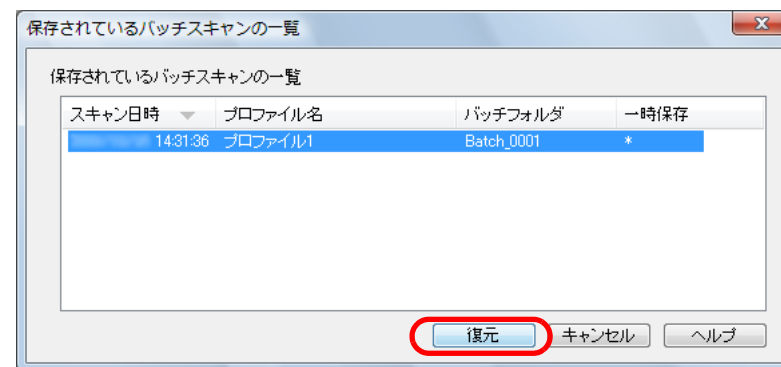 保存されているバッチスキャンの一覧
保存されているバッチスキャンの一覧
スキャン日時 プロファイル名 バッチフォルダ 一時保存
14:31:36 プロファイル1 Batch_0001 *
復元 キャンセル ヘルプ